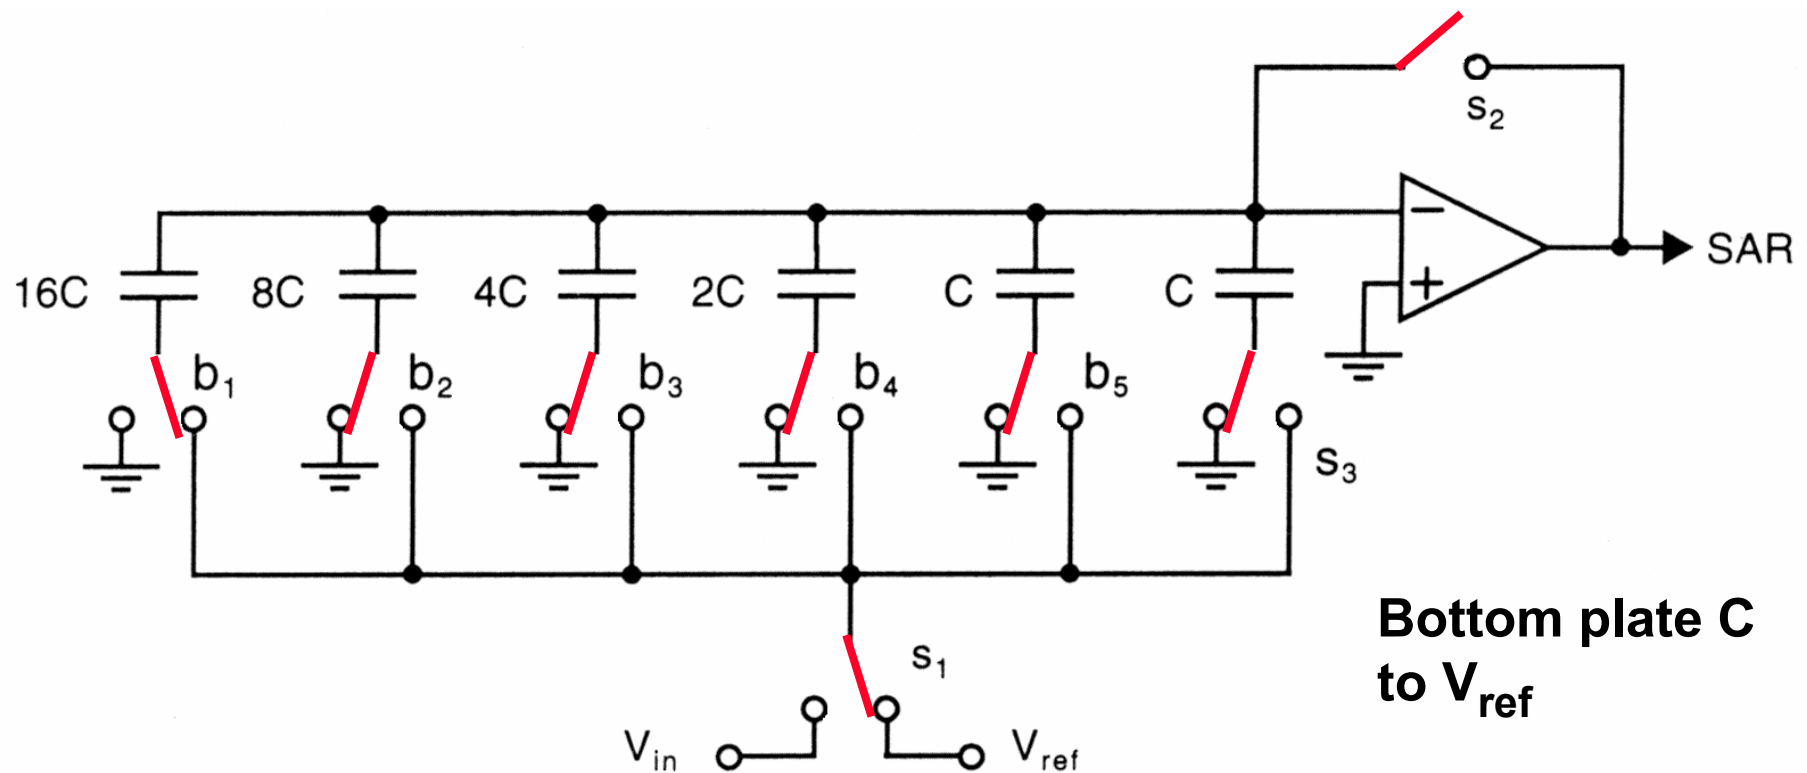 s₂
− SAR
+
16C 8C 4C 2C C C
b₁ b₂ b₃ b₄ b₅
s₃
s₁
Bottom plate C
to Vref
Vin Vref